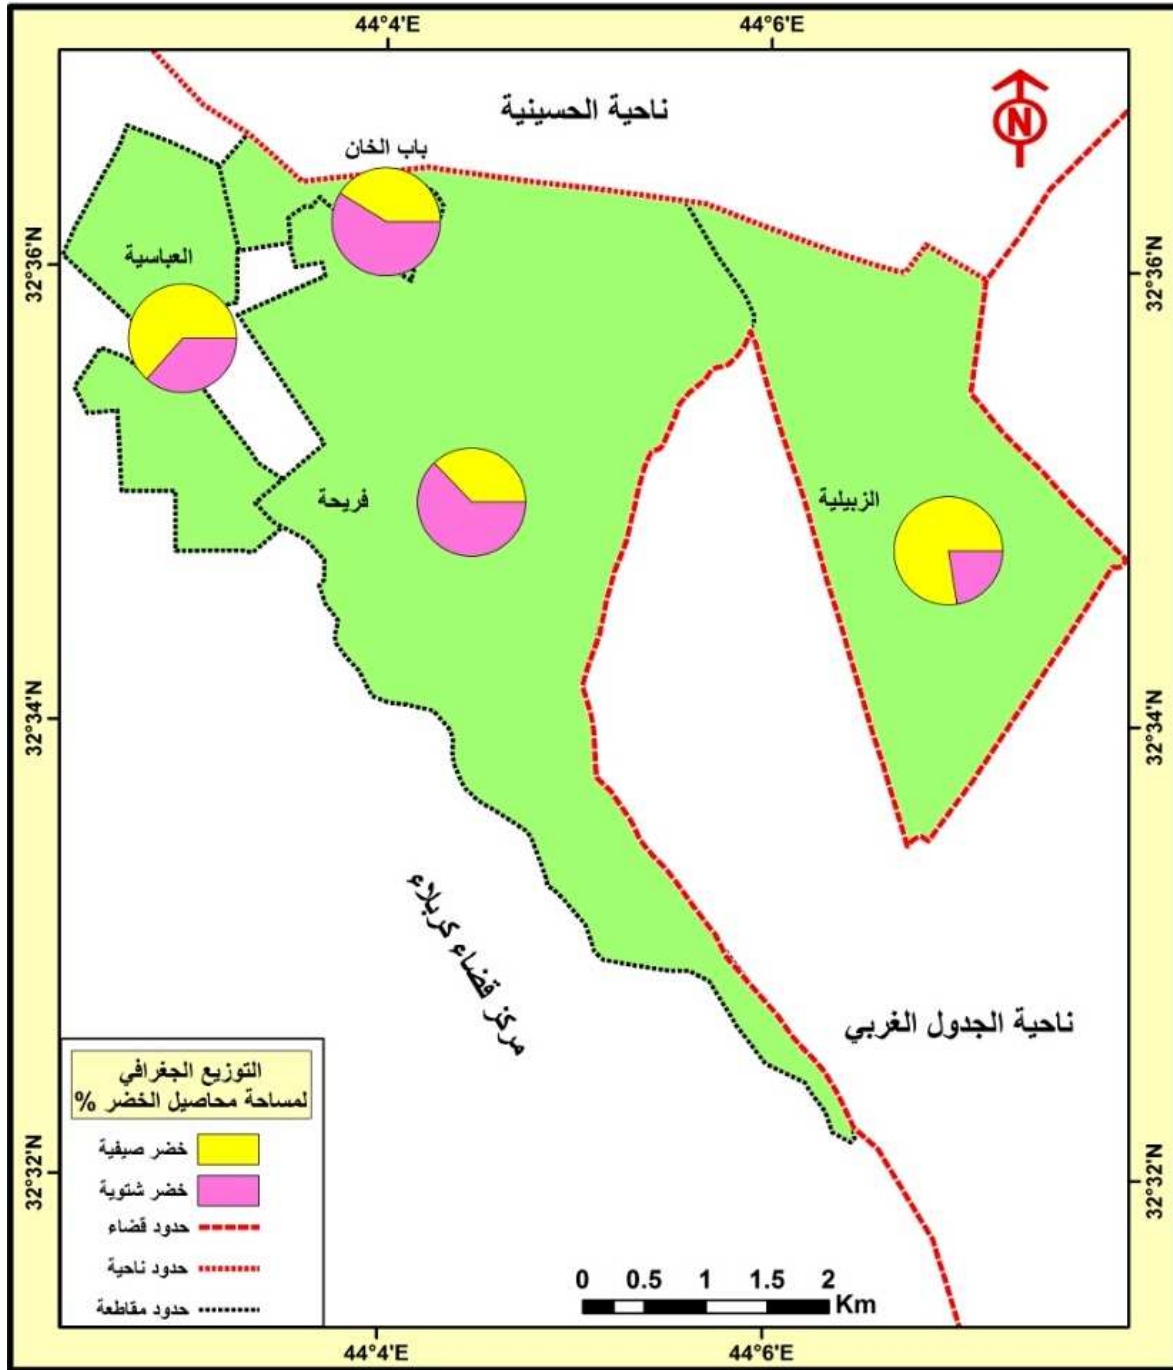 44°4'E
44°6'E
ناحية الحسينية
N
باب الخان
32°36'N
32°36'N
العباسية
فريحة
الزبيلية
32°34'N
32°34'N
مركز قضاء كربلاء
ناحية الجدول الغربي
التوزيع الجغرافي
لمساحة محاصيل الخضر %
خضر صيفية
خضر شتوية
حدود قضاء
حدود ناحية
حدود مقاطعة
32°32'N
32°32'N
0 0.5 1 1.5 2
Km
44°4'E
44°6'E